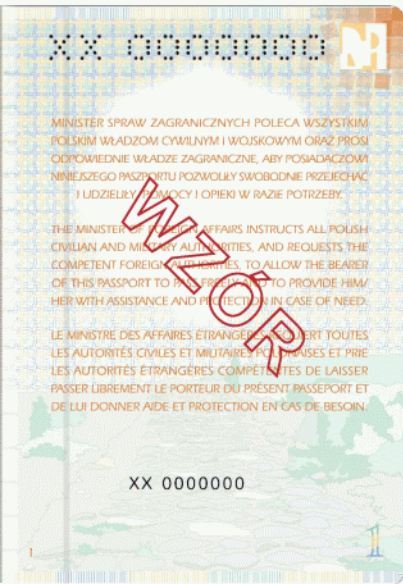 XX 0000000
MINISTER SPRAW ZAGRANICZNYCH POLECA WSZYSTKIM
POLSKIM WŁADZOM CYWILNYM I WOJSKOWYM ORAZ PROSI
ODPOWIEDNIE WŁADZE ZAGRANICZNE, ABY POSIADACZOWI
NINIEJSZEGO PASZPORTU POZWOLIŁY SWOBODNIE PRZEJECHAĆ
I UDZIELIŁY POMOCY I OPIEKI W RAZIE POTRZEBY.
THE MINISTER OF FOREIGN AFFAIRS INSTRUCTS ALL POLISH
CIVILIAN AND MILITARY AUTHORITIES, AND REQUESTS THE
COMPETENT FOREIGN AUTHORITIES, TO ALLOW THE BEARER
OF THIS PASSPORT TO PASS FREELY AND TO PROVIDE HIM/
HER WITH ASSISTANCE AND PROTECTION IN CASE OF NEED.
WZÓR
LE MINISTRE DES AFFAIRES ÉTRANGÈRES REQUIERT TOUTES
LES AUTORITÉS CIVILES ET MILITAIRES POLONAISES ET PRIE
LES AUTORITÉS ÉTRANGÈRES COMPÉTENTES DE LAISSER
PASSER LIBREMENT LE PORTEUR DU PRÉSENT PASSEPORT ET
DE LUI DONNER AIDE ET PROTECTION EN CAS DE BESOIN.
XX 0000000
1
1